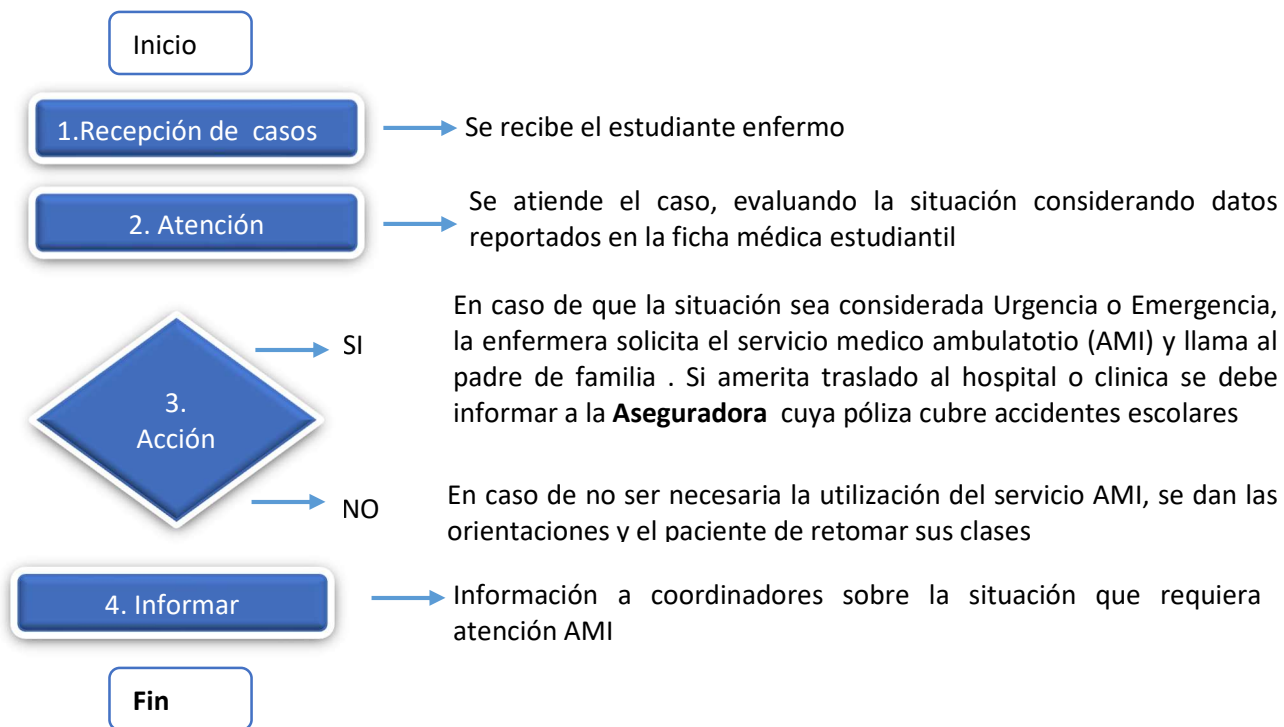 Inicio
1.Recepción de casos
Se recibe el estudiante enfermo
2. Atención
Se atiende el caso, evaluando la situación considerando datos
reportados en la ficha médica estudiantil
3.
Acción
SI
En caso de que la situación sea considerada Urgencia o Emergencia,
la enfermera solicita el servicio medico ambulatotio (AMI) y llama al
padre de familia . Si amerita traslado al hospital o clinica se debe
informar a la Aseguradora cuya póliza cubre accidentes escolares
NO
En caso de no ser necesaria la utilización del servicio AMI, se dan las
orientaciones y el paciente de retomar sus clases
4. Informar
Información a coordinadores sobre la situación que requiera
atención AMI
Fin